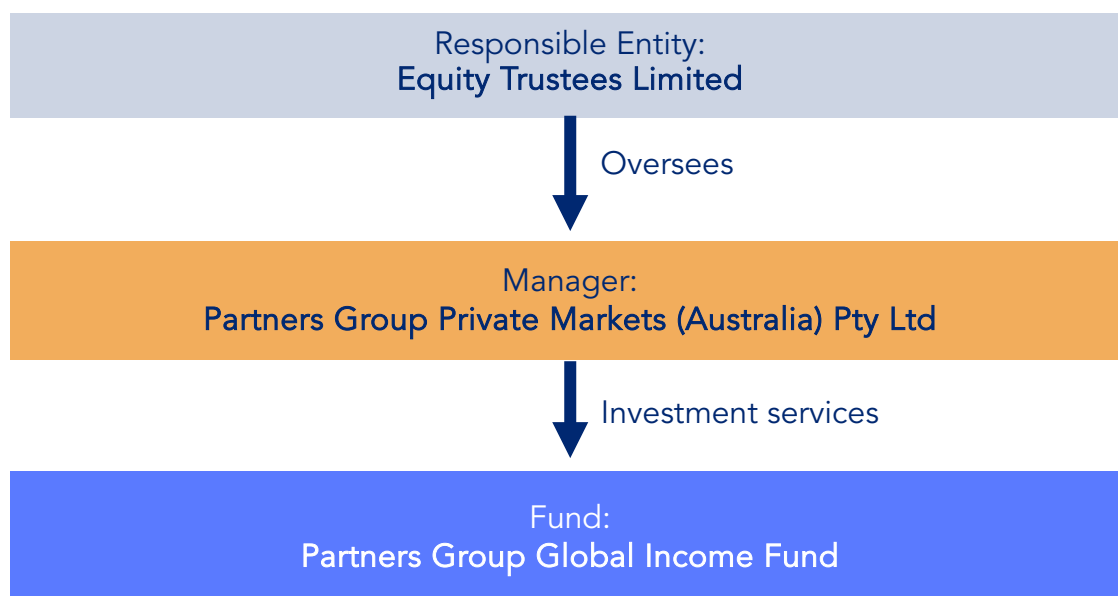 Responsible Entity:
Equity Trustees Limited
Oversees
Manager:
Partners Group Private Markets (Australia) Pty Ltd
Investment services
Fund:
Partners Group Global Income Fund